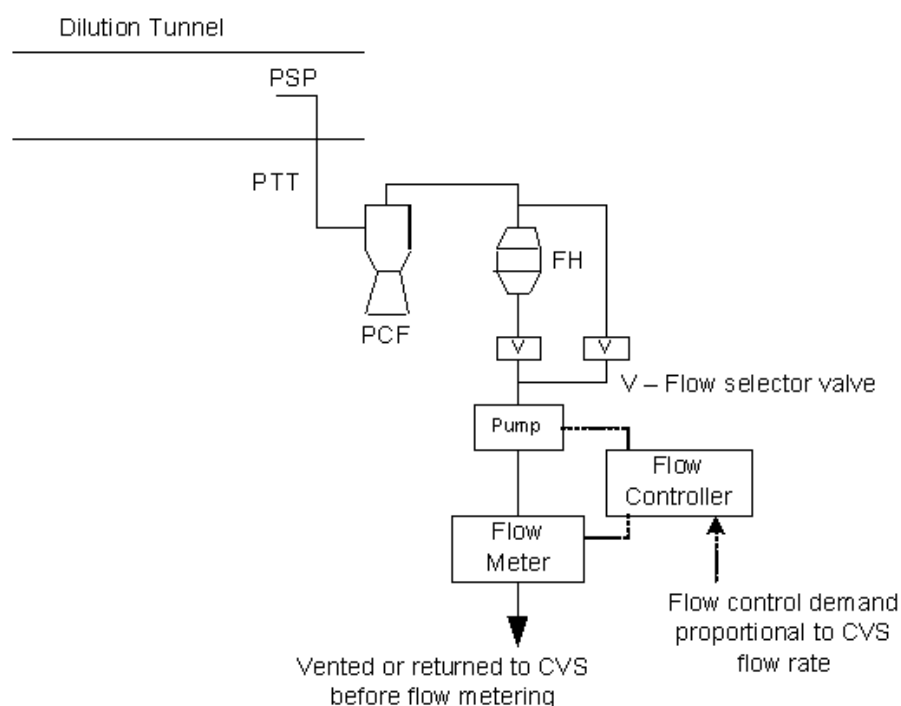 Dilution Tunnel
PSP
PTT
PCF
FH
V
V
V – Flow selector valve
Pump
Flow
Controller
Flow
Meter
Flow control demand
proportional to CVS
flow rate
Vented or returned to CVS
before flow metering